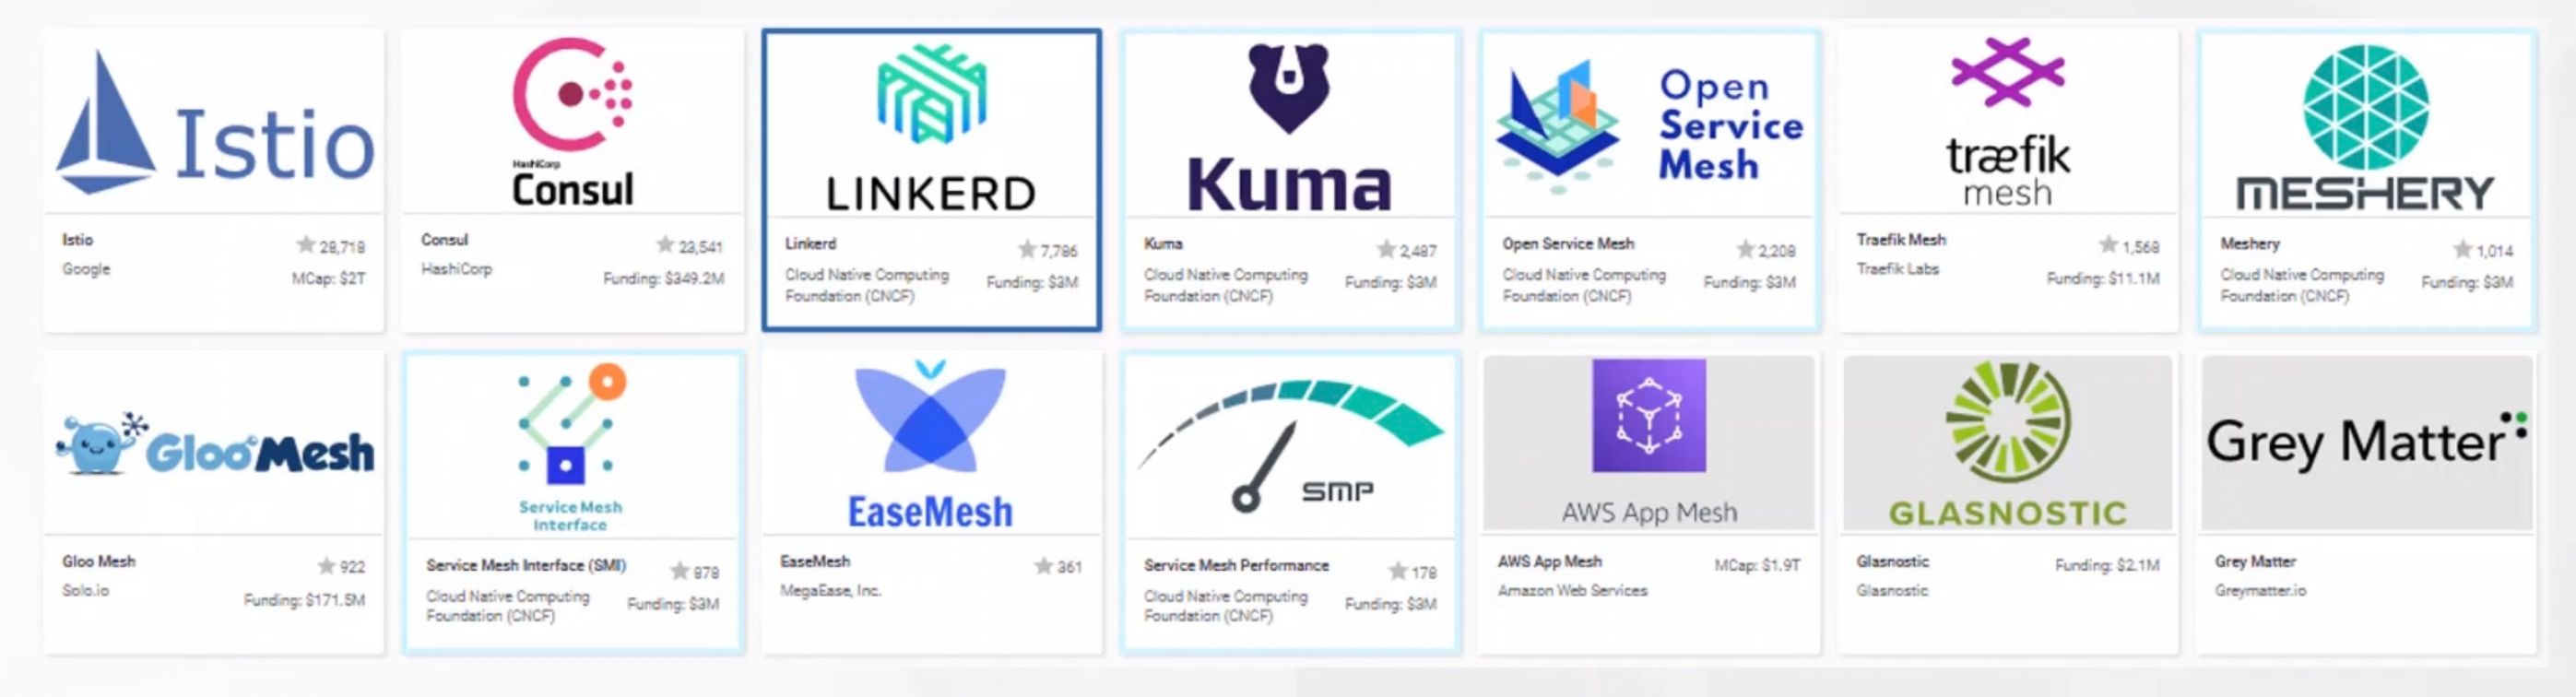 Istio
Istio
28,718
Google
MCap: $2T
HashiCorp
Consul
Consul
23,541
HashiCorp
Funding: $349.2M
LINKERD
Linkerd
7,786
Cloud Native Computing
Foundation (CNCF)
Funding: $3M
Kuma
Kuma
2,487
Cloud Native Computing
Foundation (CNCF)
Funding: $3M
Open
Service
Mesh
Open Service Mesh
2,208
Cloud Native Computing
Foundation (CNCF)
Funding: $3M
træfik
mesh
Traefik Mesh
1,568
Traefik Labs
Funding: $11.1M
MESHERY
Meshery
1,014
Cloud Native Computing
Foundation (CNCF)
Funding: $3M
Gloo Mesh
Gloo Mesh
922
Solo.io
Funding: $171.5M
Service Mesh
Interface
Service Mesh Interface (SMI)
878
Cloud Native Computing
Foundation (CNCF)
Funding: $3M
EaseMesh
EaseMesh
361
MegaEase, Inc.
SMP
Service Mesh Performance
178
Cloud Native Computing
Foundation (CNCF)
Funding: $3M
AWS App Mesh
AWS App Mesh
MCap: $1.9T
Amazon Web Services
GLASNOSTIC
Glasnostic
Funding: $2.1M
Glasnostic
Grey Matter
Grey Matter
Greymatter.io